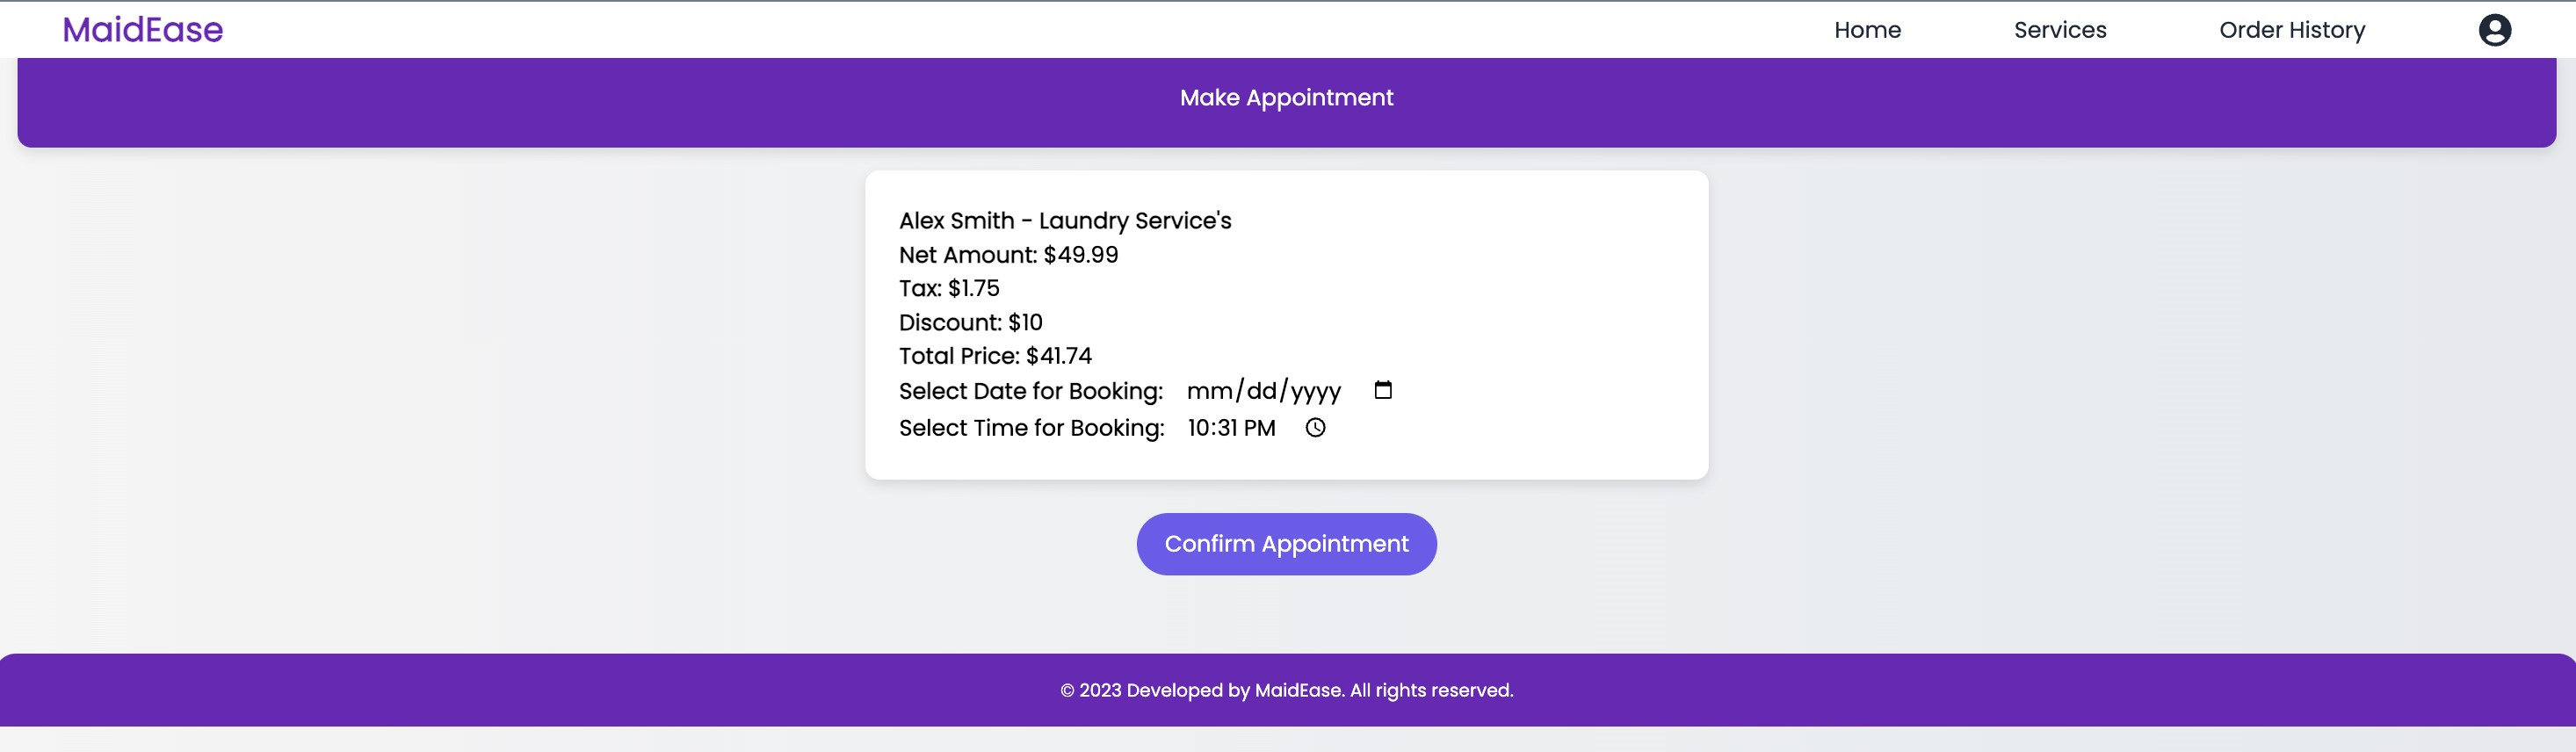 MaidEase
Home
Services
Order History
Make Appointment
Alex Smith - Laundry Service's
Net Amount: $49.99
Tax: $1.75
Discount: $10
Total Price: $41.74
Select Date for Booking: mm/dd/yyyy
Select Time for Booking: 10:31 PM
Confirm Appointment
© 2023 Developed by MaidEase. All rights reserved.